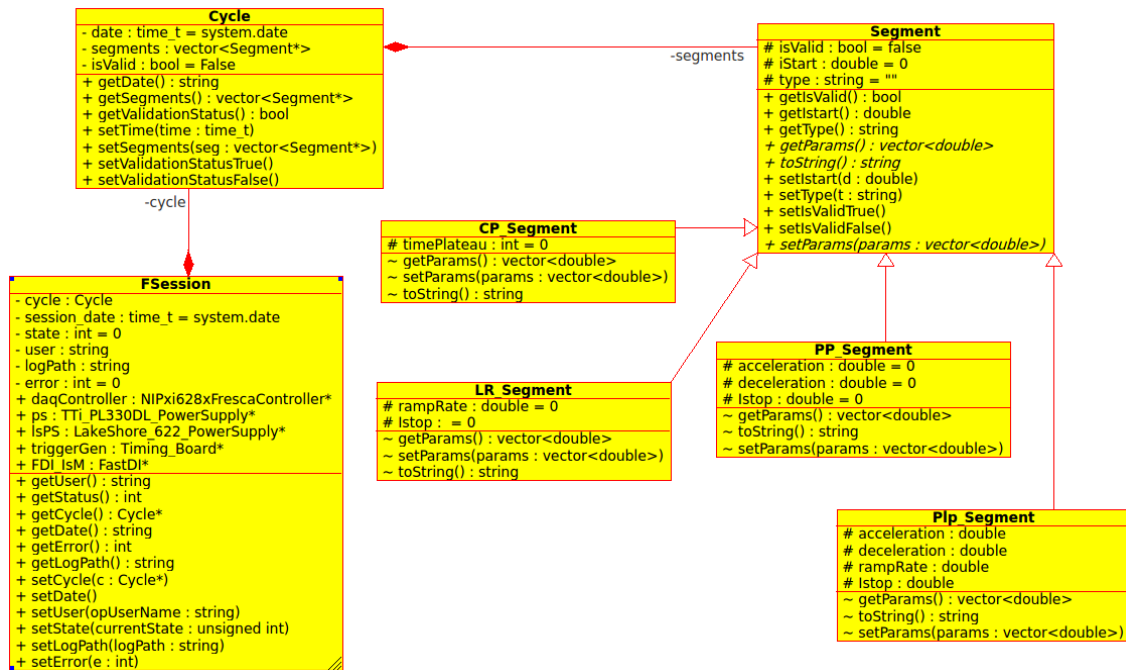 Cycle
- date : time_t = system.date
- segments : vector<Segment*>
- isValid : bool = False
+ getDate() : string
+ getSegments() : vector<Segment*>
+ getValidationStatus() : bool
+ setTime(time : time_t)
+ setSegments(seg : vector<Segment*>)
+ setValidationStatusTrue()
+ setValidationStatusFalse()
-segments
-cycle
Segment
# isValid : bool = false
# iStart : double = 0
# type : string = ""
+ getIsValid() : bool
+ getIstart() : double
+ getType() : string
+ getParams() : vector<double>
+ toString() : string
+ setIstart(d : double)
+ setType(t : string)
+ setIsValidTrue()
+ setIsValidFalse()
+ setParams(params : vector<double>)
CP_Segment
# timePlateau : int = 0
~ getParams() : vector<double>
~ setParams(params : vector<double>)
~ toString() : string
FSession
- cycle : Cycle
- session_date : time_t = system.date
- state : int = 0
- user : string
- logPath : string
- error : int = 0
+ daqController : NIPxi628xFrescaController*
+ ps : TTi_PL330DL_PowerSupply*
+ lsPS : LakeShore_622_PowerSupply*
+ triggerGen : Timing_Board*
+ FDI_IsM : FastDI*
+ getUser() : string
+ getStatus() : int
+ getCycle() : Cycle*
+ getDate() : string
+ getError() : int
+ getLogPath() : string
+ setCycle(c : Cycle*)
+ setDate()
+ setUser(opUserName : string)
+ setState(currentState : unsigned int)
+ setLogPath(logPath : string)
+ setError(e : int)
LR_Segment
# rampRate : double = 0
# Istop :  = 0
~ getParams() : vector<double>
~ setParams(params : vector<double>)
~ toString() : string
PP_Segment
# acceleration : double = 0
# deceleration : double = 0
# Istop : double = 0
~ getParams() : vector<double>
~ toString() : string
~ setParams(params : vector<double>)
Plp_Segment
# acceleration : double
# deceleration : double
# rampRate : double
# Istop : double
~ getParams() : vector<double>
~ toString() : string
~ setParams(params : vector<double>)